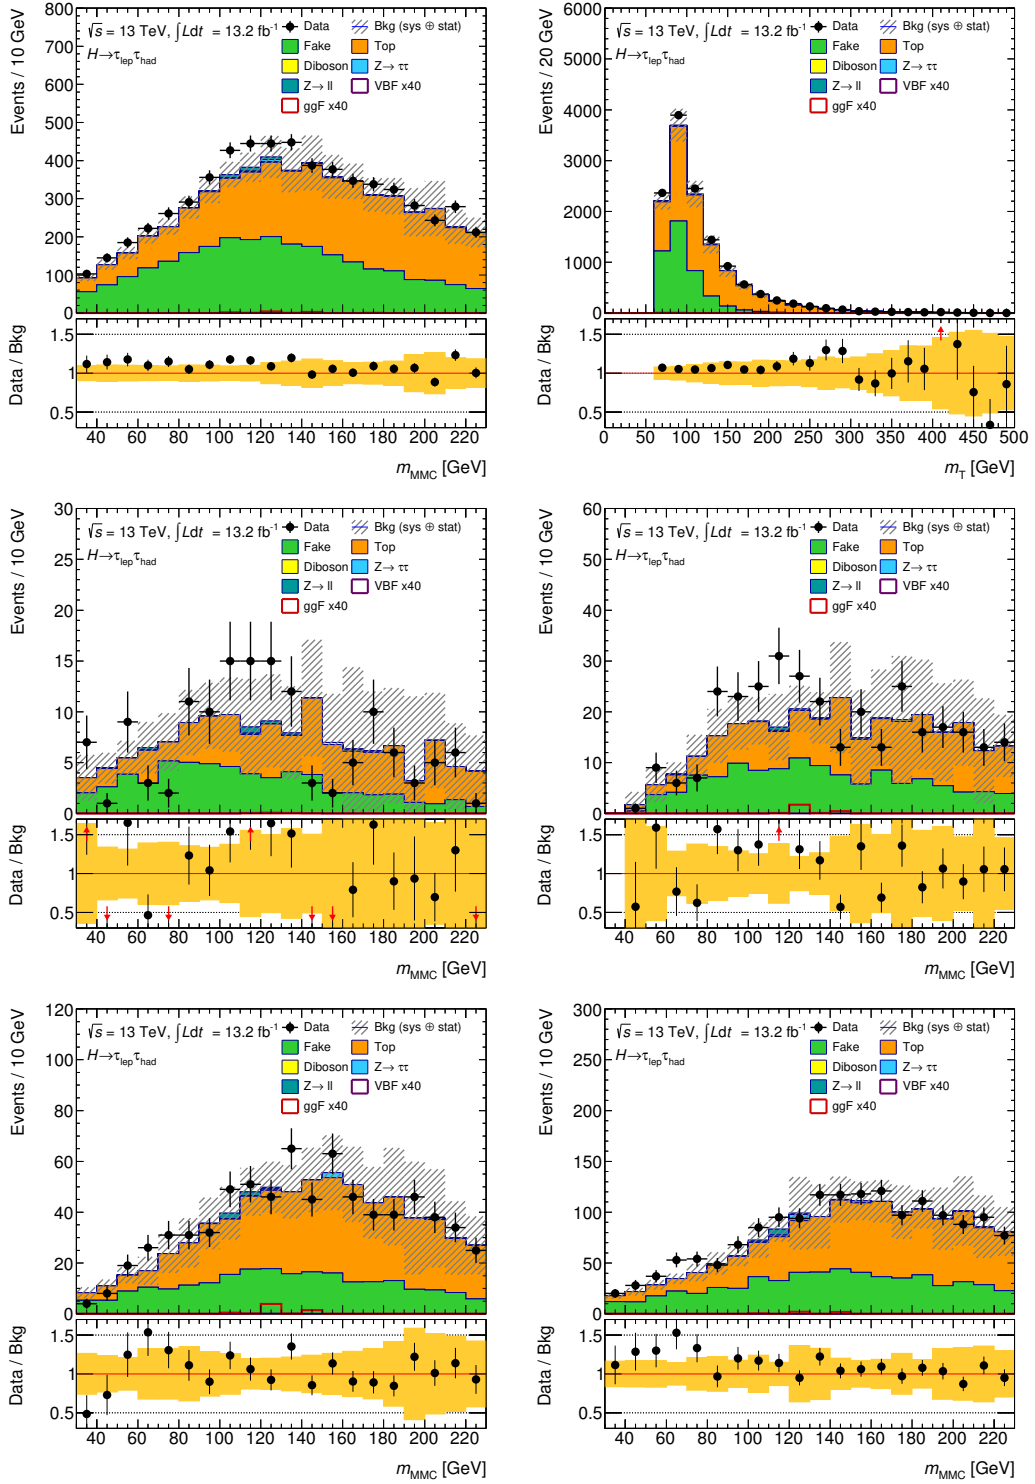 Events / 10 GeV
800
700
600
500
400
300
200
100
0
√s = 13 TeV, ∫Ldt = 13.2 fb⁻¹
H→τlepτhad
Data
Bkg (sys ⊕ stat)
Fake
Top
Diboson
Z→ ττ
Z→ ll
VBF x40
ggF x40
Data / Bkg
1.5
1
0.5
40 60 80 100 120 140 160 180 200 220
mMMC [GeV]
Events / 20 GeV
6000
5000
4000
3000
2000
1000
0
√s = 13 TeV, ∫Ldt = 13.2 fb⁻¹
H→τlepτhad
Data
Bkg (sys ⊕ stat)
Fake
Top
Diboson
Z→ ττ
Z→ ll
VBF x40
ggF x40
Data / Bkg
1.5
1
0.5
0 50 100 150 200 250 300 350 400 450 500
mT [GeV]
Events / 10 GeV
30
25
20
15
10
5
0
√s = 13 TeV, ∫Ldt = 13.2 fb⁻¹
H→τlepτhad
Data
Bkg (sys ⊕ stat)
Fake
Top
Diboson
Z→ ττ
Z→ ll
VBF x40
ggF x40
Data / Bkg
1.5
1
0.5
40 60 80 100 120 140 160 180 200 220
mMMC [GeV]
Events / 10 GeV
60
50
40
30
20
10
0
√s = 13 TeV, ∫Ldt = 13.2 fb⁻¹
H→τlepτhad
Data
Bkg (sys ⊕ stat)
Fake
Top
Diboson
Z→ ττ
Z→ ll
VBF x40
ggF x40
Data / Bkg
1.5
1
0.5
40 60 80 100 120 140 160 180 200 220
mMMC [GeV]
Events / 10 GeV
120
100
80
60
40
20
0
√s = 13 TeV, ∫Ldt = 13.2 fb⁻¹
H→τlepτhad
Data
Bkg (sys ⊕ stat)
Fake
Top
Diboson
Z→ ττ
Z→ ll
VBF x40
ggF x40
Data / Bkg
1.5
1
0.5
40 60 80 100 120 140 160 180 200 220
mMMC [GeV]
Events / 10 GeV
300
250
200
150
100
50
0
√s = 13 TeV, ∫Ldt = 13.2 fb⁻¹
H→τlepτhad
Data
Bkg (sys ⊕ stat)
Fake
Top
Diboson
Z→ ττ
Z→ ll
VBF x40
ggF x40
Data / Bkg
1.5
1
0.5
40 60 80 100 120 140 160 180 200 220
mMMC [GeV]